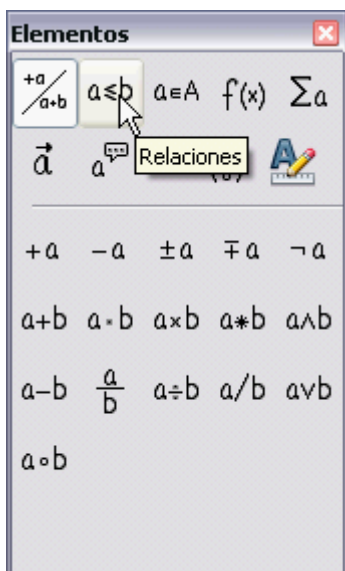 Elementos
+a/a+b a≤b a∈A f(x) Σa
a⃗ a Relaciones
+a −a ±a ∓a ¬a
a+b a·b a×b a∗b a∧b
a−b a/b a÷b a/b a∨b
a∘b